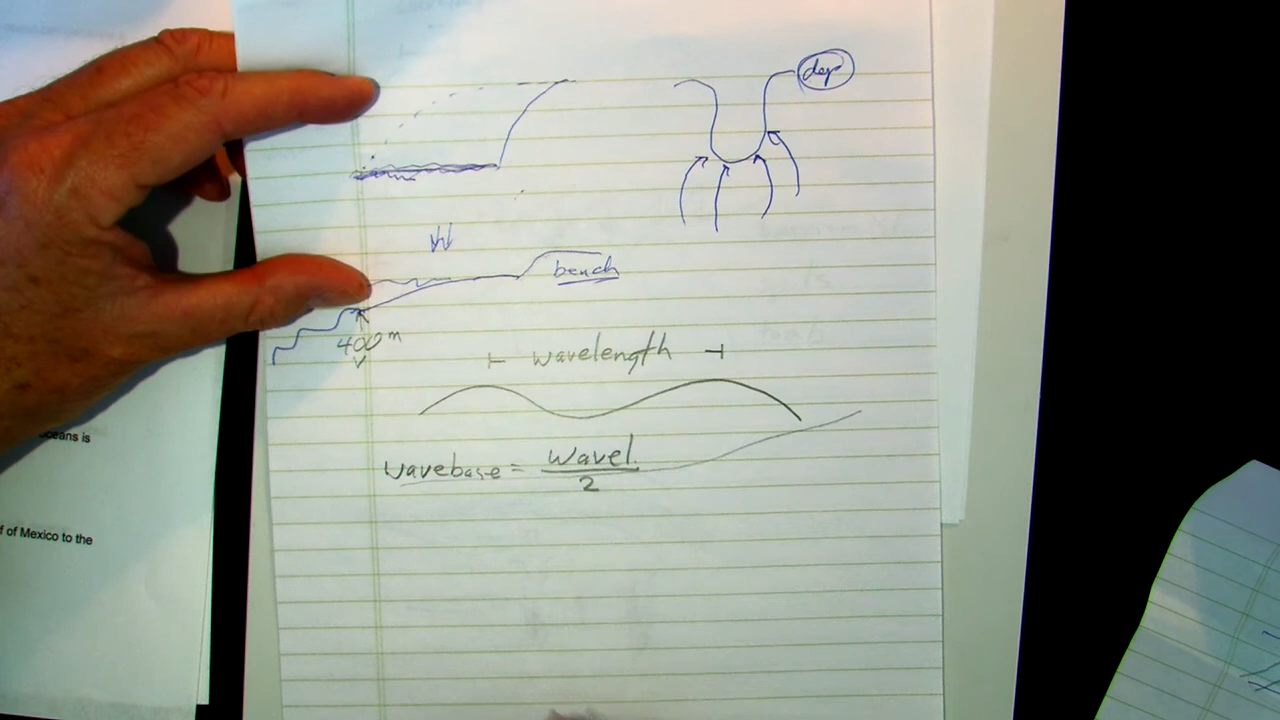 dep
bench
400 m
wavelength
wavebase = wavel.
2
oceans is
f of Mexico to the